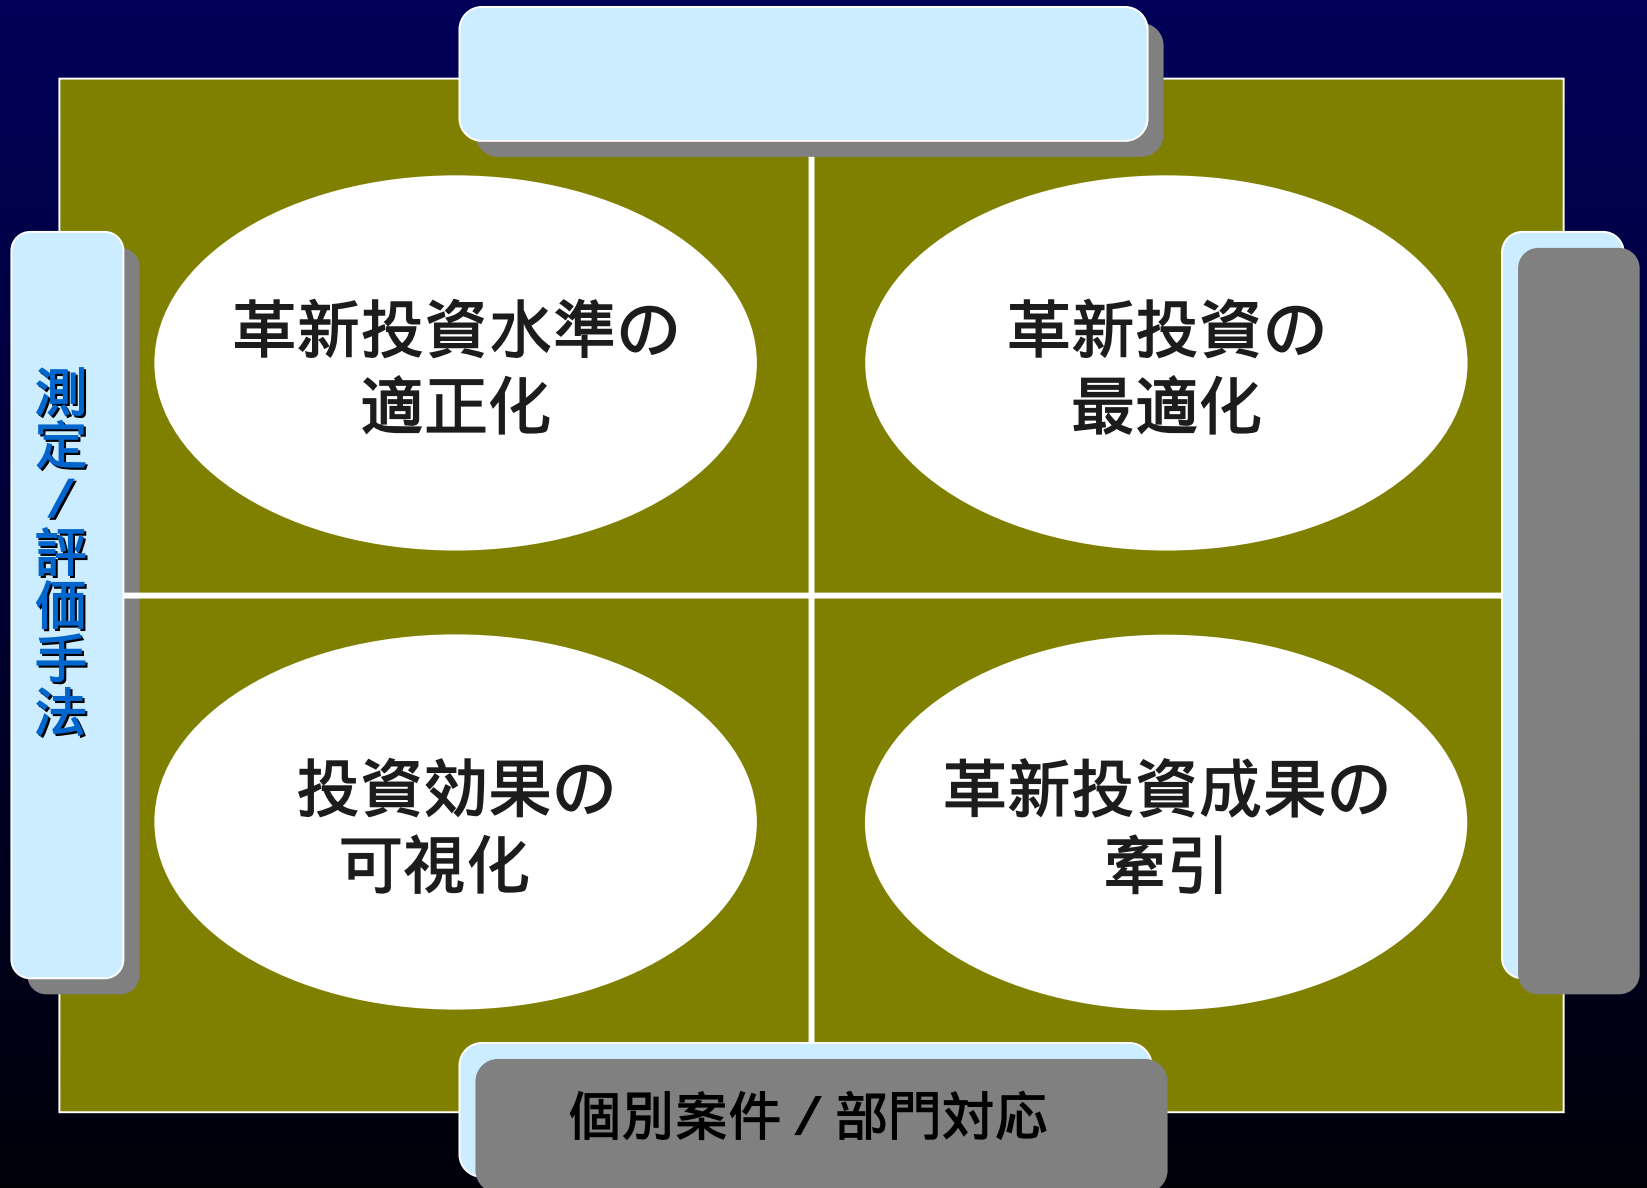 革新投資水準の
適正化
革新投資の
最適化
測定/評価手法
投資効果の
可視化
革新投資成果の
牽引
個別案件/部門対応